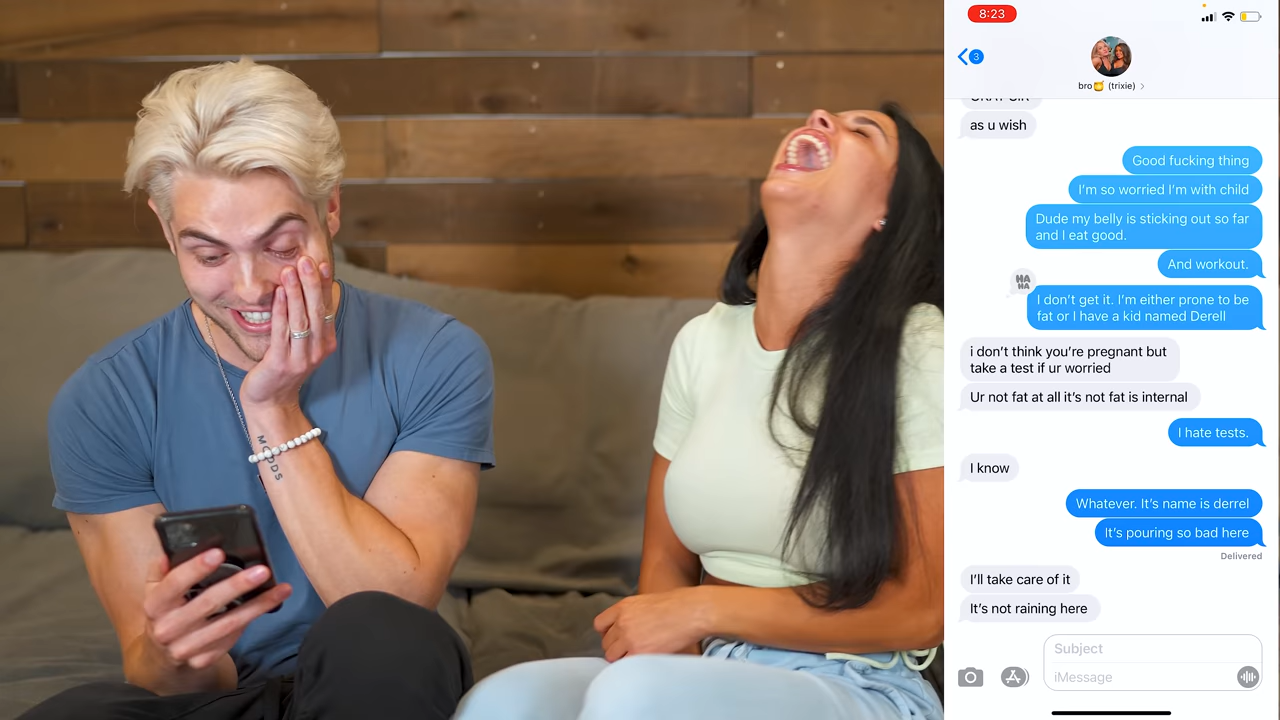 8:23
3
bro (trixie)
OKAY SIR
as u wish
Good fucking thing
I'm so worried I'm with child
Dude my belly is sticking out so far
and I eat good.
And workout.
HA
HA
I don't get it. I'm either prone to be
fat or I have a kid named Derell
i don't think you're pregnant but
take a test if ur worried
Ur not fat at all it's not fat is internal
I hate tests.
I know
Whatever. It's name is derrel
It's pouring so bad here
Delivered
I'll take care of it
It's not raining here
Subject
iMessage
MOODS